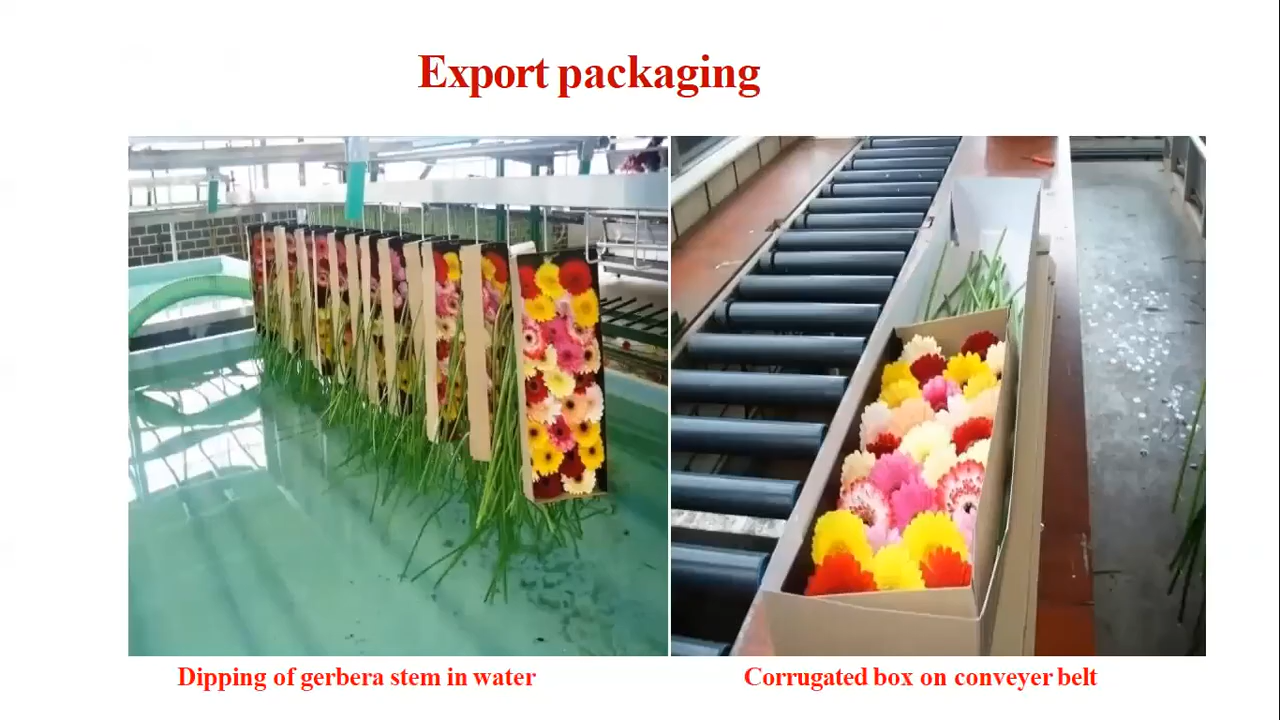 Export packaging
Dipping of gerbera stem in water
Corrugated box on conveyer belt